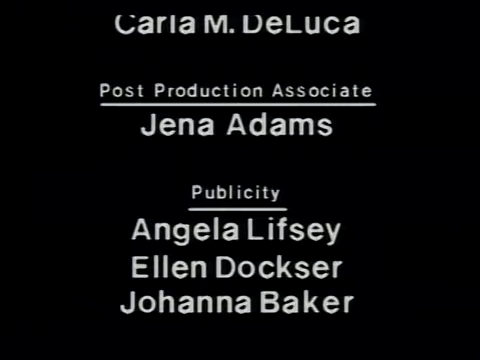 Carla M. DeLuca
Post Production Associate
Jena Adams
Publicity
Angela Lifsey
Ellen Dockser
Johanna Baker